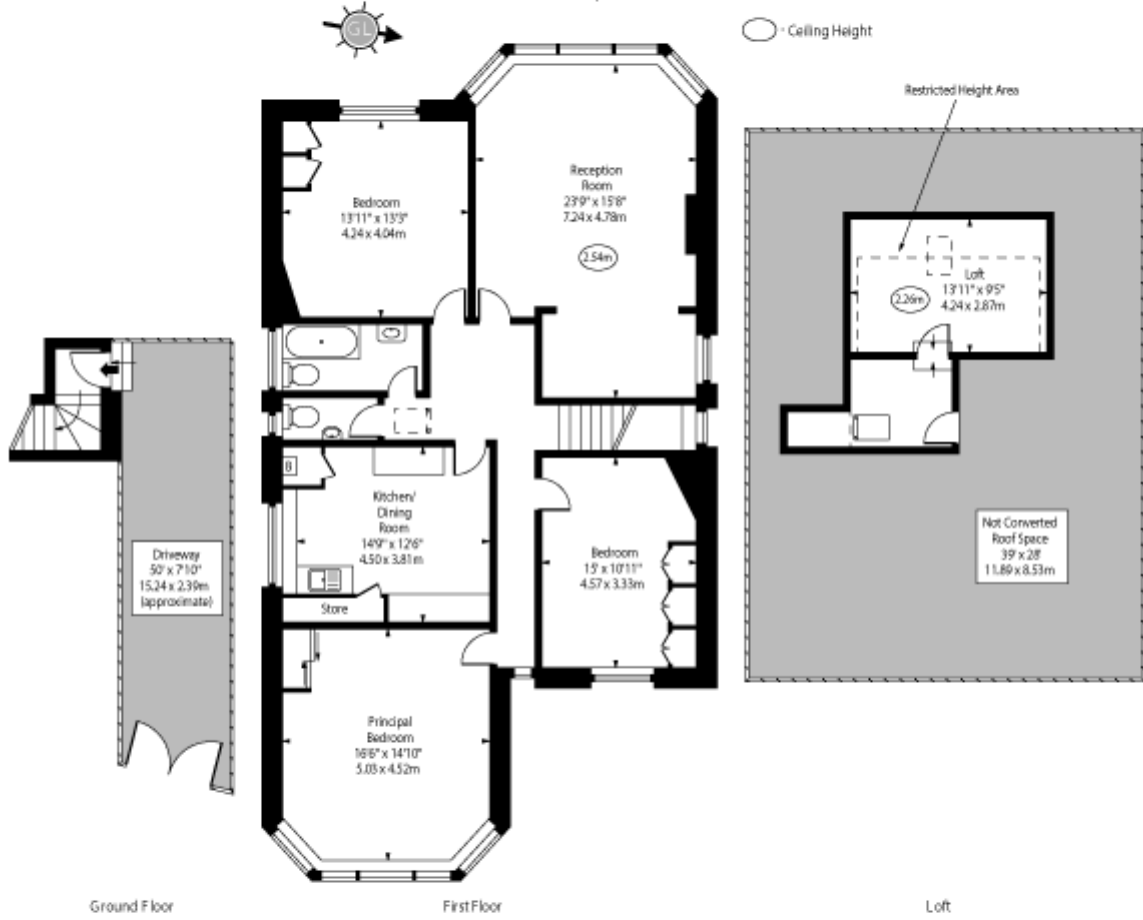 GL
- Ceiling Height
Restricted Height Area
Reception
Room
23'9" x 15'8"
7.24 x 4.78m
2.54m
Bedroom
13'11" x 13'3"
4.24 x 4.04m
Loft
13'11" x 9'5"
4.24 x 2.87m
2.26m
B
Kitchen/
Dining
Room
14'9" x 12'6"
4.50 x 3.81m
Store
Bedroom
15' x 10'11"
4.57 x 3.33m
Driveway
50' x 7'10"
15.24 x 2.39m
(approximate)
Not Converted
Roof Space
39' x 28'
11.89 x 8.53m
Principal
Bedroom
16'6" x 14'10"
5.03 x 4.52m
Ground Floor
First Floor
Loft